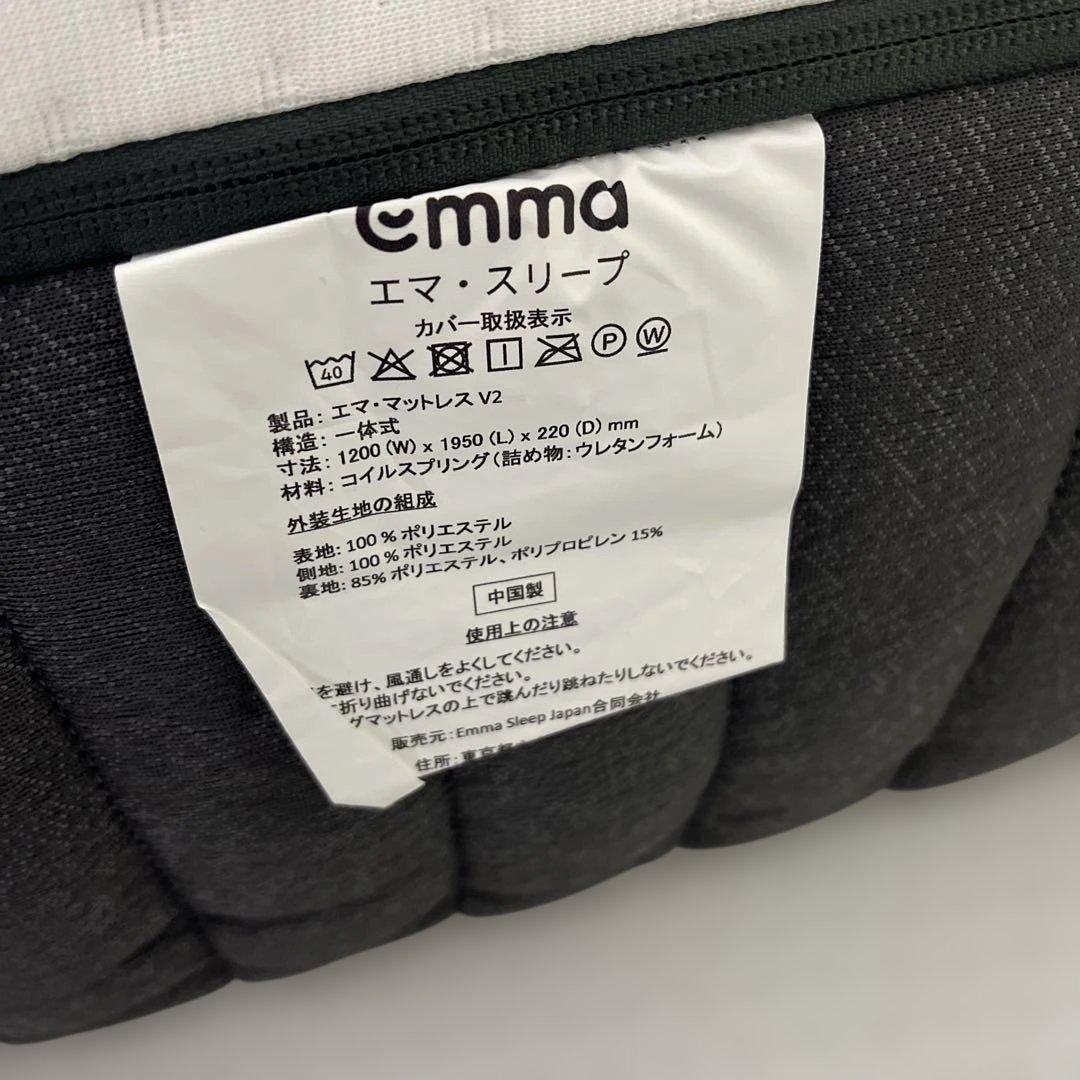 emma
エマ・スリープ
カバー取扱表示
40 P W
製品: エマ・マットレス V2
構造: 一体式
寸法: 1200 (W) x 1950 (L) x 220 (D) mm
材料: コイルスプリング(詰め物:ウレタンフォーム)
外装生地の組成
表地: 100 % ポリエステル
側地: 100 % ポリエステル
裏地: 85% ポリエステル、ポリプロピレン 15%
中国製
使用上の注意
を避け、風通しをよくしてください。
折り曲げないでください。
グマットレスの上で跳んだり跳ねたりしないでください。
販売元: Emma Sleep Japan合同会社
住所: 東京都